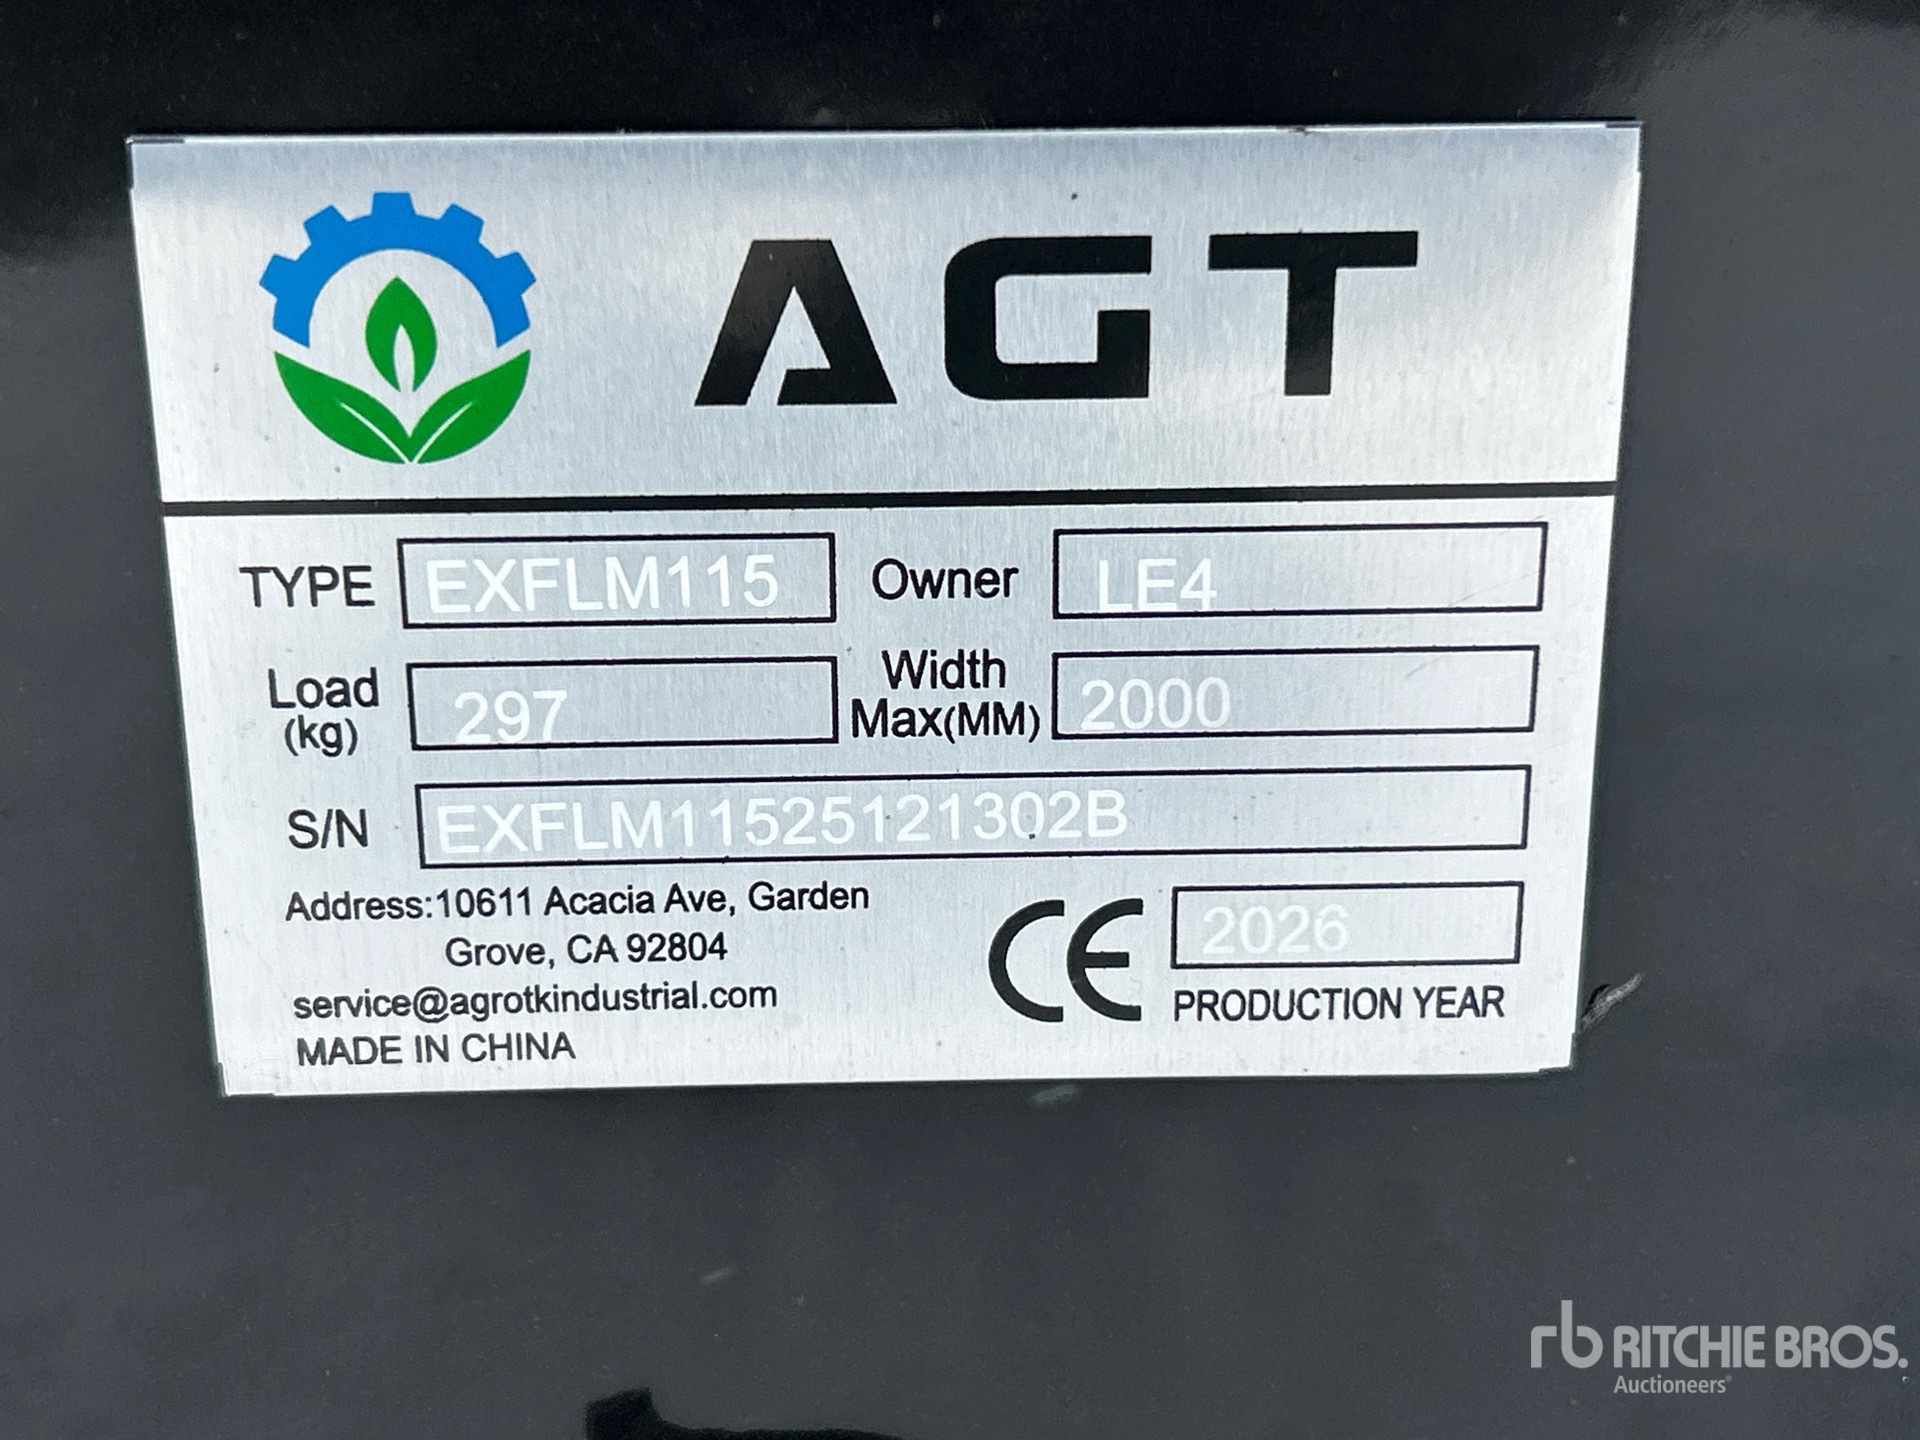 AGT
TYPE EXFLM115 Owner LE4
Load (kg) 297 Width Max(MM) 2000
S/N EXFLM11525121302B
Address:10611 Acacia Ave, Garden
Grove, CA 92804
service@agrotkindustrial.com
MADE IN CHINA
CE 2026
PRODUCTION YEAR
rb RITCHIE BROS.
Auctioneers